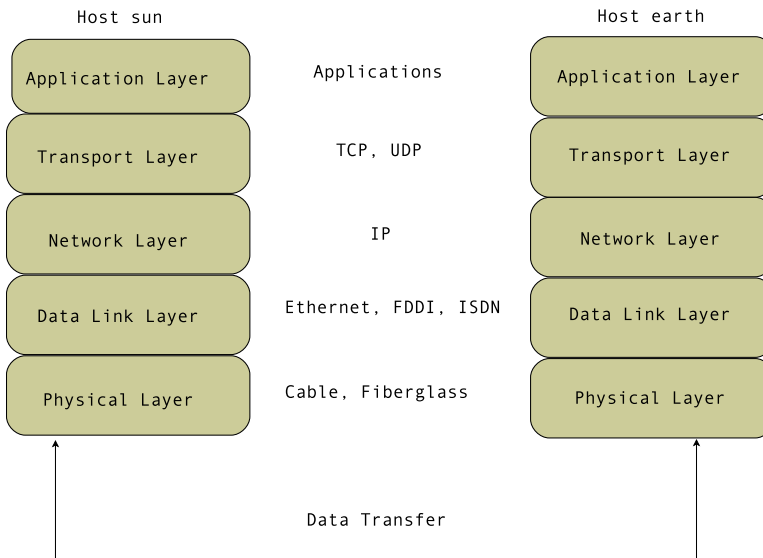 Host sun
Host earth
Application Layer
Applications
Application Layer
Transport Layer
TCP, UDP
Transport Layer
Network Layer
IP
Network Layer
Data Link Layer
Ethernet, FDDI, ISDN
Data Link Layer
Physical Layer
Cable, Fiberglass
Physical Layer
Data Transfer